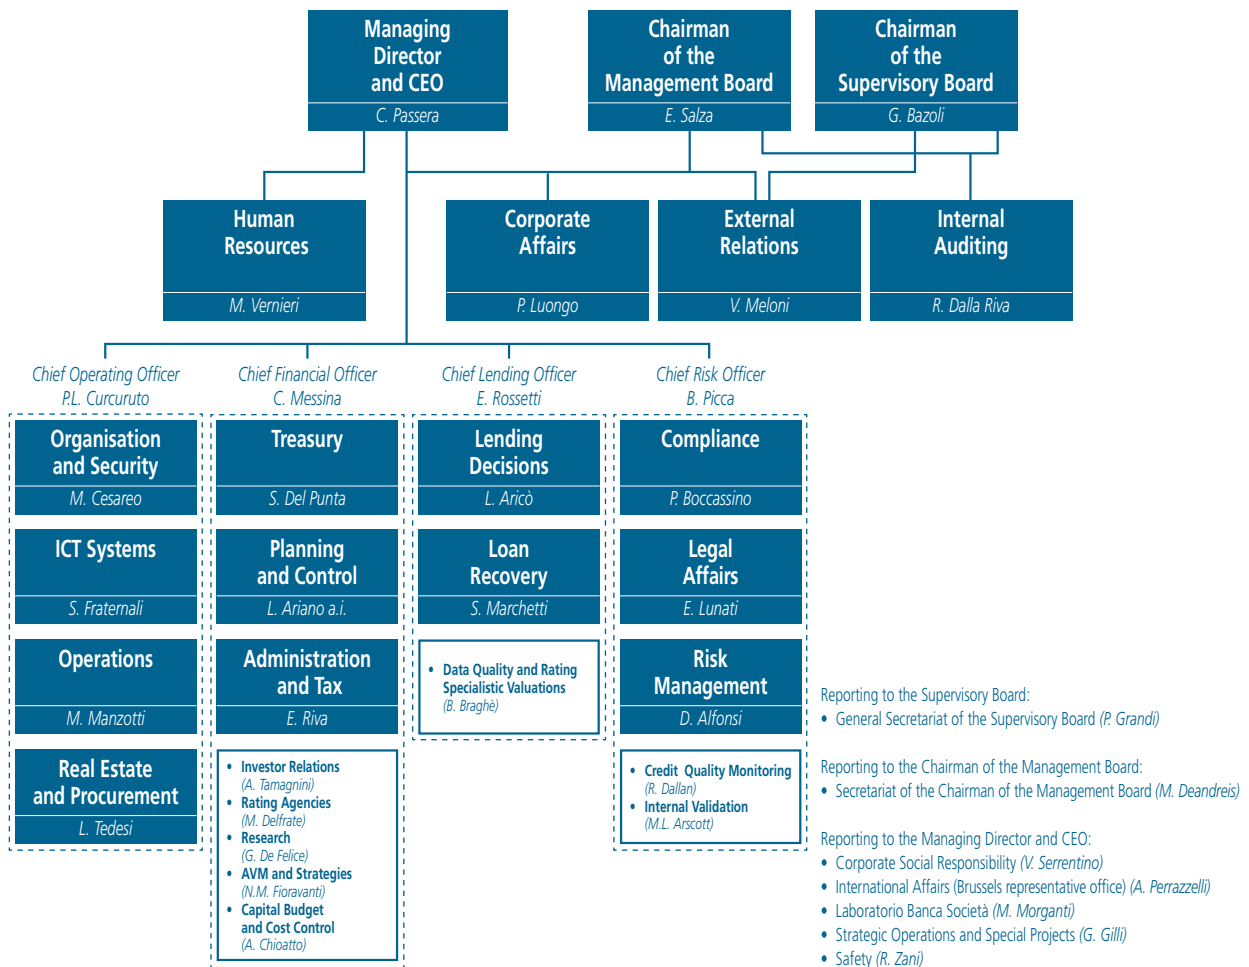 Managing
Director
and CEO
C. Passera
Chairman
of the
Management Board
E. Salza
Chairman
of the
Supervisory Board
G. Bazoli
Human
Resources
M. Vernieri
Corporate
Affairs
P. Luongo
External
Relations
V. Meloni
Internal
Auditing
R. Dalla Riva
Chief Operating Officer
P.L. Curcuruto
Organisation
and Security
M. Cesareo
ICT Systems
S. Fraternali
Operations
M. Manzotti
Real Estate
and Procurement
L. Tedesi
Chief Financial Officer
C. Messina
Treasury
S. Del Punta
Planning
and Control
L. Ariano a.i.
Administration
and Tax
E. Riva
• Investor Relations
(A. Tamagnini)
• Rating Agencies
(M. Delfrate)
• Research
(G. De Felice)
• AVM and Strategies
(N.M. Fioravanti)
• Capital Budget
and Cost Control
(A. Chioatto)
Chief Lending Officer
E. Rossetti
Lending
Decisions
L. Aricò
Loan
Recovery
S. Marchetti
• Data Quality and Rating
Specialistic Valuations
(B. Braghè)
Chief Risk Officer
B. Picca
Compliance
P. Boccassino
Legal
Affairs
E. Lunati
Risk
Management
D. Alfonsi
• Credit Quality Monitoring
(R. Dallan)
• Internal Validation
(M.L. Arscott)
Reporting to the Supervisory Board:
• General Secretariat of the Supervisory Board (P. Grandi)
Reporting to the Chairman of the Management Board:
• Secretariat of the Chairman of the Management Board (M. Deandreis)
Reporting to the Managing Director and CEO:
• Corporate Social Responsibility (V. Serrentino)
• International Affairs (Brussels representative office) (A. Perrazzelli)
• Laboratorio Banca Società (M. Morganti)
• Strategic Operations and Special Projects (G. Gilli)
• Safety (R. Zani)